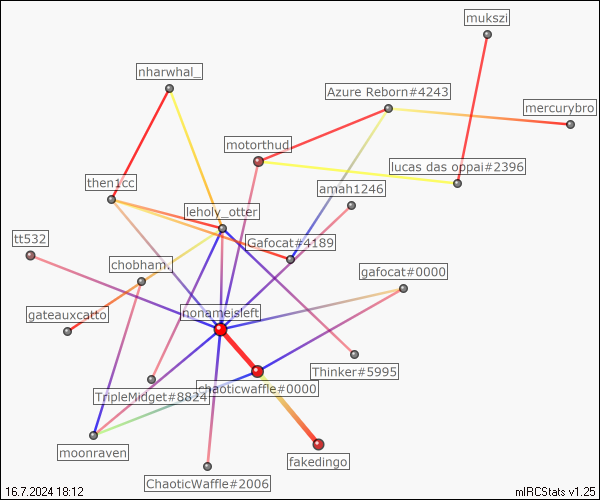 mukszi
nharwhal_
Azure Reborn#4243
mercurybro
motorthud
lucas das oppai#2396
then1cc
amah1246
leholy_otter
tt532
Gafocat#4189
chobham.
gafocat#0000
gateauxcatto
nonameisleft
Thinker#5995
TripleMidget#8824
chaoticwaffle#0000
moonraven
fakedingo
ChaoticWaffle#2006
16.7.2024 18:12
mIRCStats v1.25